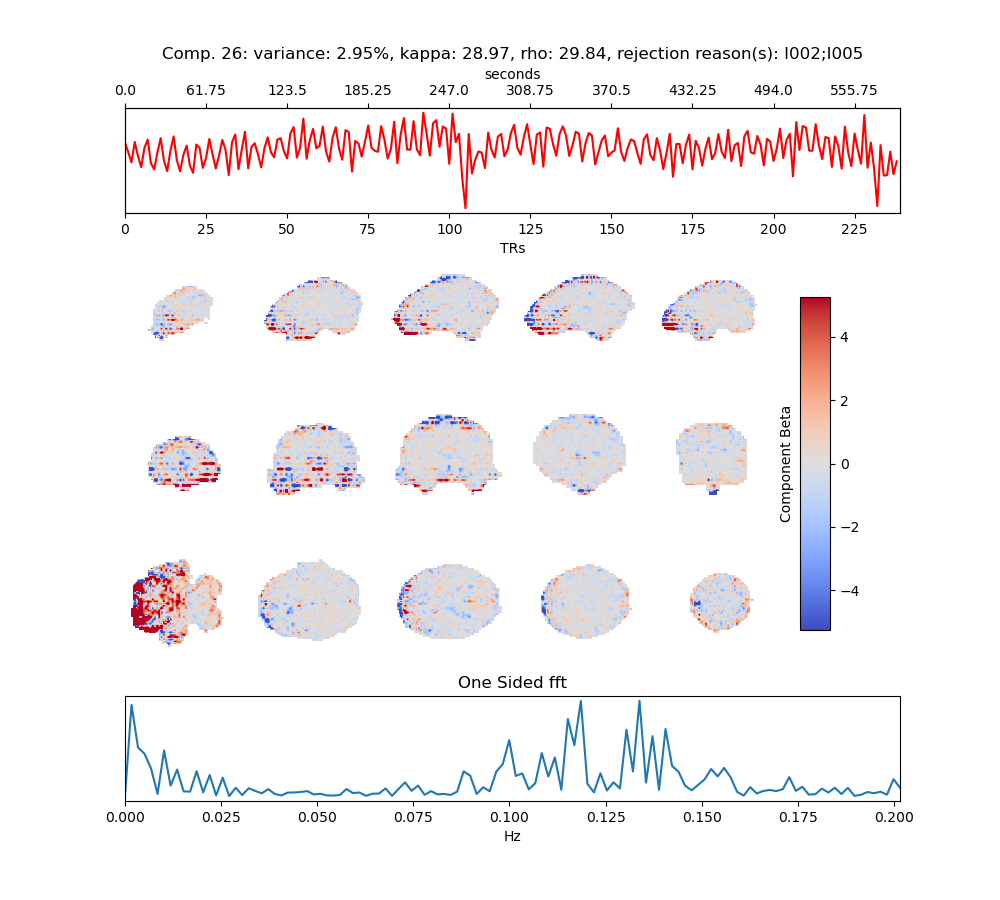 Comp. 26: variance: 2.95%, kappa: 28.97, rho: 29.84, rejection reason(s): I002;I005
seconds
0.0 61.75 123.5 185.25 247.0 308.75 370.5 432.25 494.0 555.75
0 25 50 75 100 125 150 175 200 225
TRs
4
2
0
−2
−4
Component Beta
One Sided fft
0.000 0.025 0.050 0.075 0.100 0.125 0.150 0.175 0.200
Hz